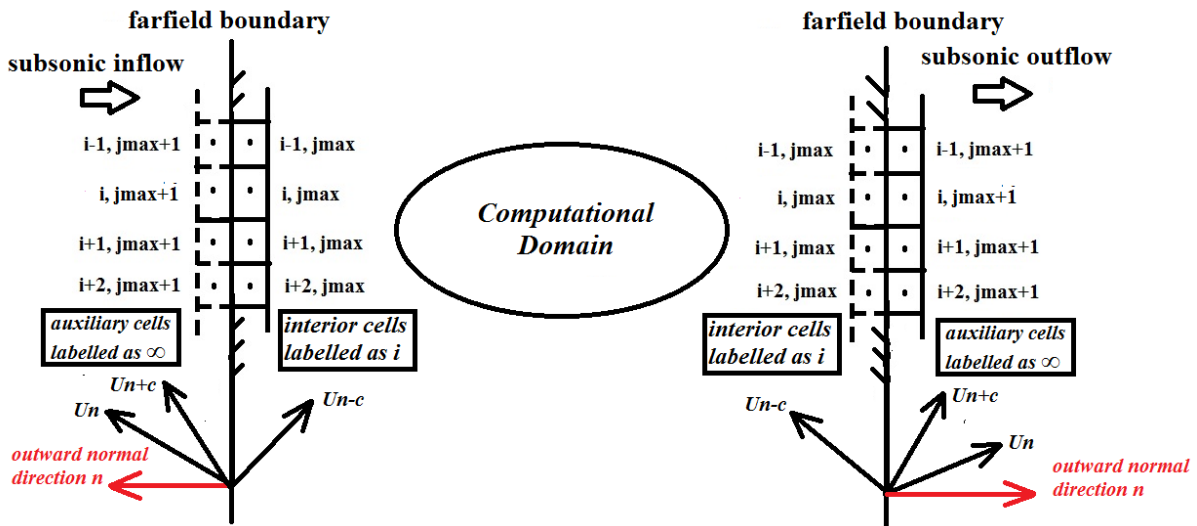 farfield boundary
subsonic inflow
i-1, jmax+1
i, jmax+1
i+1, jmax+1
i+2, jmax+1
i-1, jmax
i, jmax
i+1, jmax
i+2, jmax
auxiliary cells
labelled as ∞
interior cells
labelled as i
Un+c
Un
Un-c
outward normal
direction n
Computational
Domain
farfield boundary
subsonic outflow
i-1, jmax
i, jmax
i+1, jmax
i+2, jmax
i-1, jmax+1
i, jmax+1
i+1, jmax+1
i+2, jmax+1
interior cells
labelled as i
auxiliary cells
labelled as ∞
Un-c
Un+c
Un
outward normal
direction n